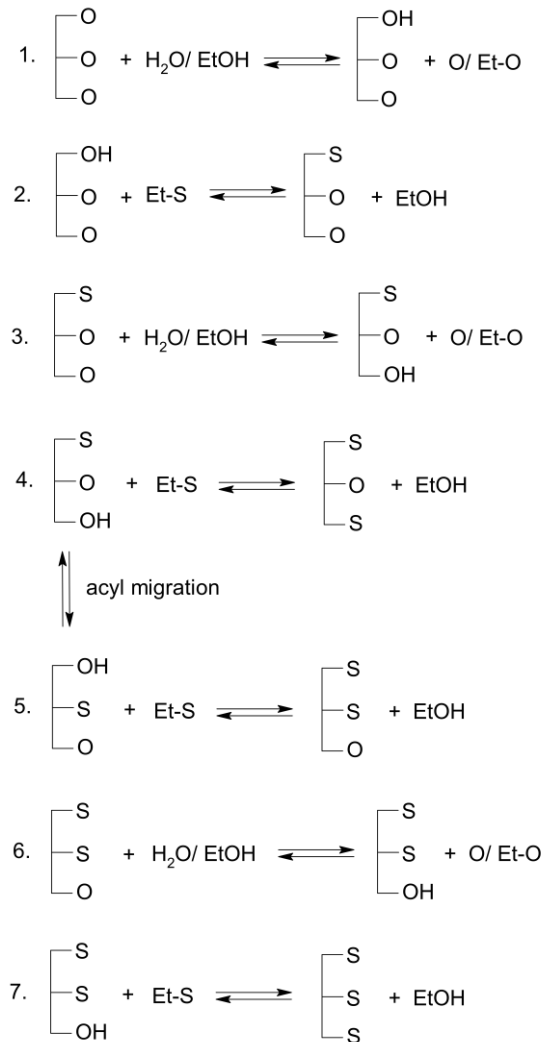 O OH
1. O + H₂O/ EtOH O + O/ Et-O
O O
OH S
2. O + Et-S O + EtOH
O O
S S
3. O + H₂O/ EtOH O + O/ Et-O
O OH
S S
4. O + Et-S O + EtOH
OH S
acyl migration
OH S
5. S + Et-S S + EtOH
O O
S S
6. S + H₂O/ EtOH S + O/ Et-O
O OH
S S
7. S + Et-S S + EtOH
OH S